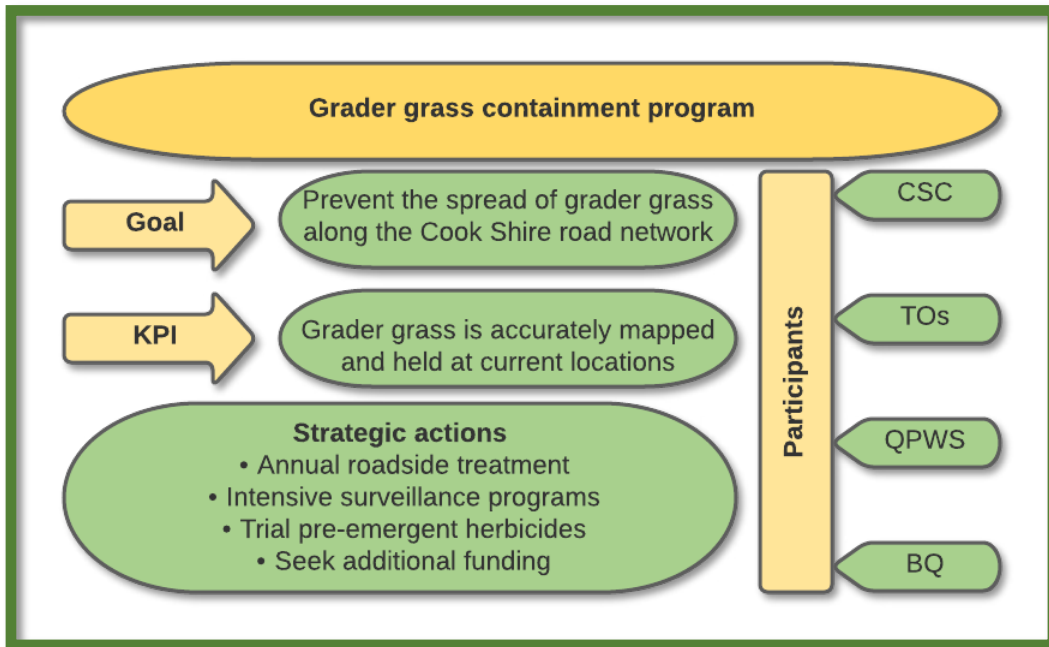 Grader grass containment program
Goal
Prevent the spread of grader grass
along the Cook Shire road network
KPI
Grader grass is accurately mapped
and held at current locations
Strategic actions
• Annual roadside treatment
• Intensive surveillance programs
• Trial pre-emergent herbicides
• Seek additional funding
Participants
CSC
TOs
QPWS
BQ